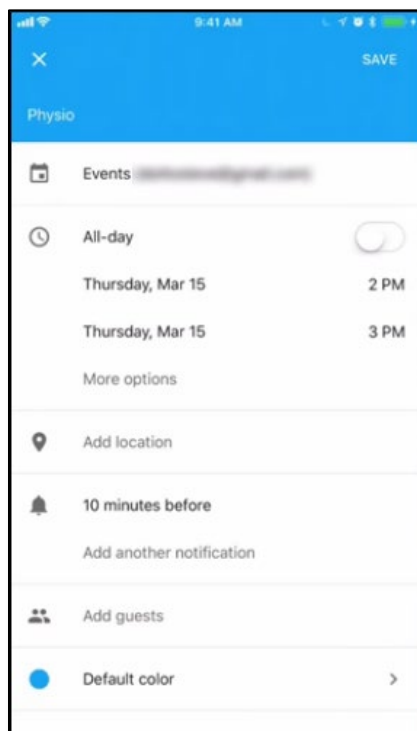 9:41 AM
SAVE
Physio
Events
All-day
Thursday, Mar 15 2 PM
Thursday, Mar 15 3 PM
More options
Add location
10 minutes before
Add another notification
Add guests
Default color